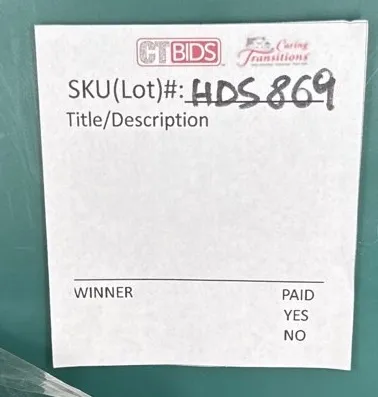 CTBIDS Caring Transitions
SKU(Lot)#: HDS869
Title/Description
WINNER PAID
YES
NO